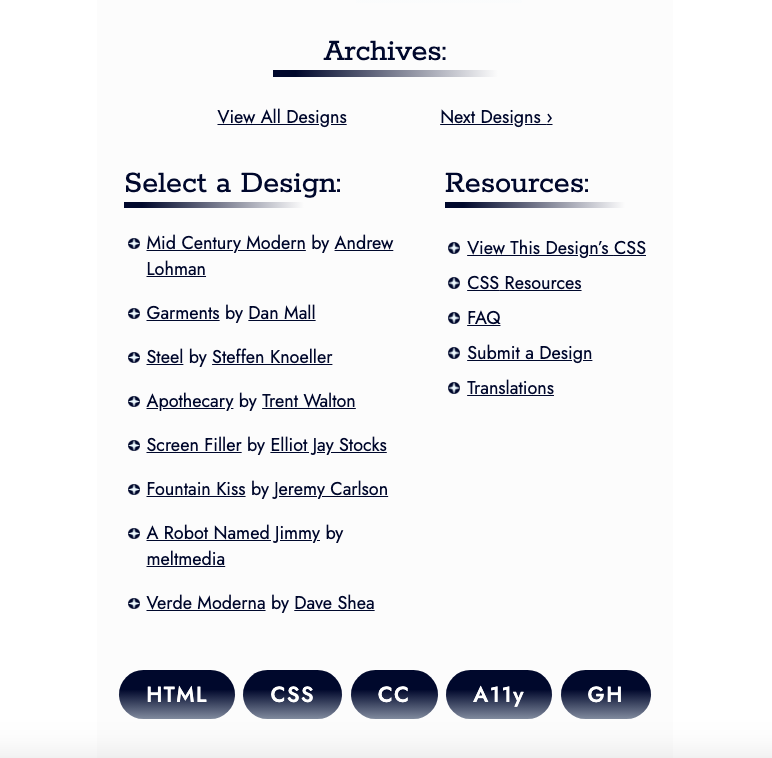 Archives:
View All Designs
Next Designs ›
Select a Design:
Mid Century Modern by Andrew
Lohman
Garments by Dan Mall
Steel by Steffen Knoeller
Apothecary by Trent Walton
Screen Filler by Elliot Jay Stocks
Fountain Kiss by Jeremy Carlson
A Robot Named Jimmy by
meltmedia
Verde Moderna by Dave Shea
Resources:
View This Design’s CSS
CSS Resources
FAQ
Submit a Design
Translations
HTML
CSS
CC
A11y
GH